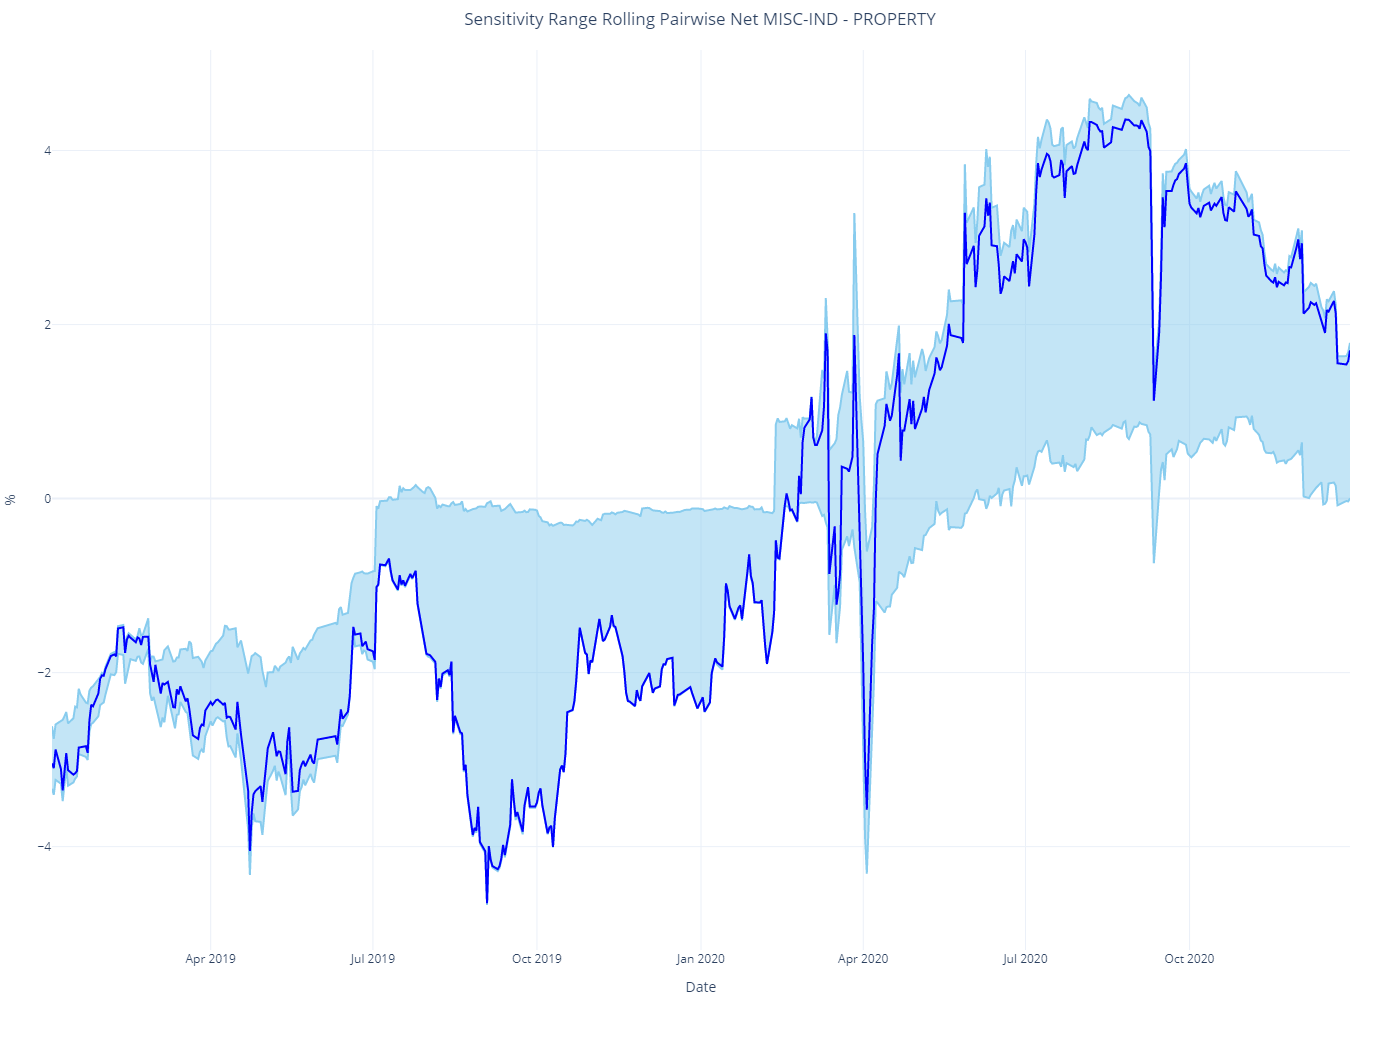 Sensitivity Range Rolling Pairwise Net MISC-IND - PROPERTY
4
2
0
−2
−4
%
Apr 2019
Jul 2019
Oct 2019
Jan 2020
Apr 2020
Jul 2020
Oct 2020
Date